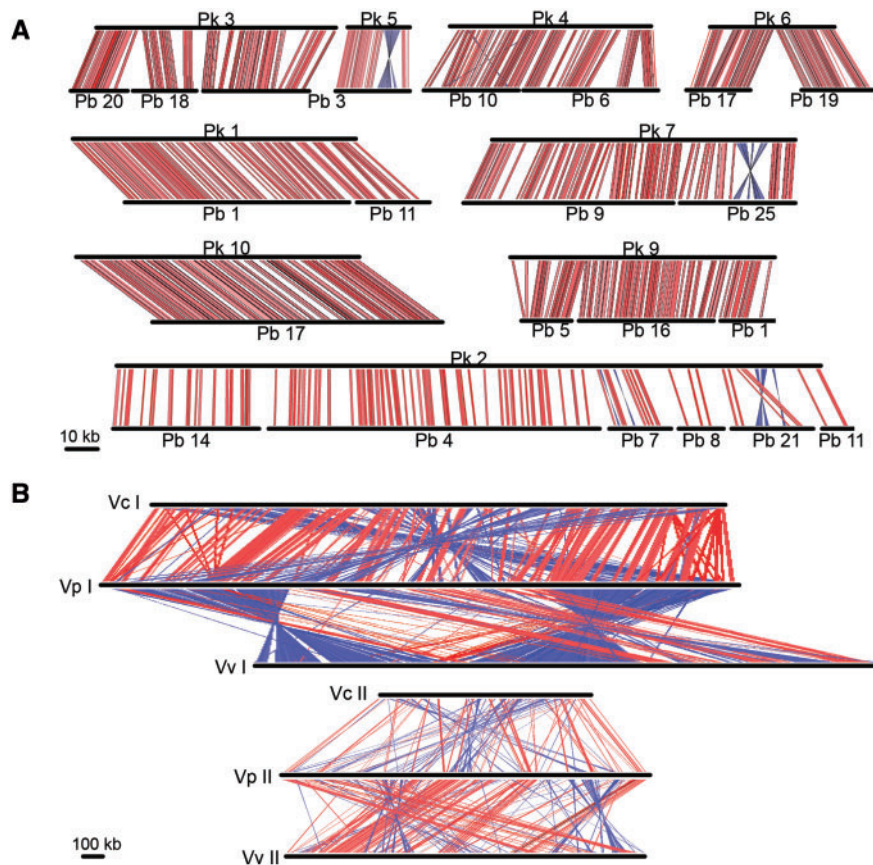 A
Pk 3
Pk 5
Pk 4
Pk 6
Pb 20
Pb 18
Pb 3
Pb 10
Pb 6
Pb 17
Pb 19
Pk 1
Pk 7
Pb 1
Pb 11
Pb 9
Pb 25
Pk 10
Pk 9
Pb 17
Pb 5
Pb 16
Pb 1
Pk 2
10 kb
Pb 14
Pb 4
Pb 7
Pb 8
Pb 21
Pb 11
B
Vc I
Vp I
Vv I
Vc II
Vp II
100 kb
Vv II